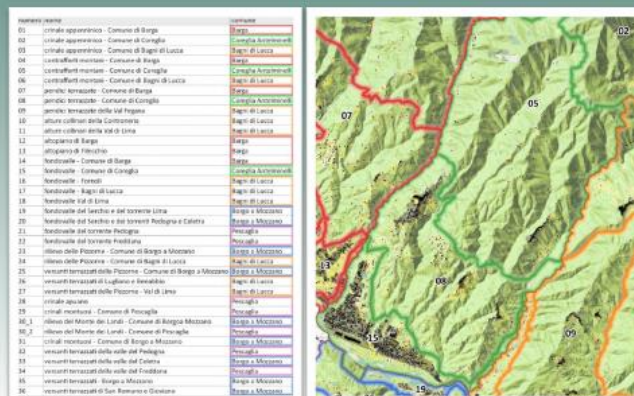 Numero Nome Comune
01 crinale appenninico - Comune di Barga Barga
02 crinale appenninico - Comune di Coreglia Coreglia Antelminelli
03 crinale appenninico - Comune di Bagni di Lucca Bagni di Lucca
04 contrafforti montani - Comune di Barga Barga
05 contrafforti montani - Comune di Coreglia Coreglia Antelminelli
06 contrafforti montani - Comune di Bagni di Lucca Bagni di Lucca
07 pendici terrazzate - Comune di Barga Barga
08 pendici terrazzate - Comune di Coreglia Coreglia Antelminelli
09 pendici terrazzate della Val Fegana Bagni di Lucca
10 alture collinari della Controneria Bagni di Lucca
11 alture collinari della Val di Lima Bagni di Lucca
12 altopiano di Barga Barga
13 altopiano di Filecchio Barga
14 fondovalle - Comune di Barga Barga
15 fondovalle - Comune di Coreglia Coreglia Antelminelli
16 fondovalle - Fornoli Bagni di Lucca
17 fondovalle - Bagni di Lucca Bagni di Lucca
18 fondovalle Val di Lima Bagni di Lucca
19 fondovalle del Serchio e del torrente Lima Borgo a Mozzano
20 fondovalle del Serchio e dei torrenti Pedogna e Celetra Borgo a Mozzano
21 fondovalle del torrente Pedogna Pescaglia
22 fondovalle del torrente Freddana Pescaglia
23 rilievo delle Pizzorne - Comune di Borgo a Mozzano Borgo a Mozzano
24 rilievo delle Pizzorne - Comune di Bagni di Lucca Bagni di Lucca
25 versanti terrazzati delle Pizzorne - Comune di Borgo a Mozzano Borgo a Mozzano
26 versanti terrazzati di Lugliano e Benabbio Bagni di Lucca
27 versanti terrazzati delle Pizzorne - Val di Lima Bagni di Lucca
28 crinale apuano Pescaglia
29 crinali montuosi - Comune di Pescaglia Pescaglia
30_1 rilievo del Monte dei Landi - Comune di Borgo a Mozzano Borgo a Mozzano
30_2 rilievo del Monte dei Landi - Comune di Pescaglia Pescaglia
31 crinali montuosi - Comune di Borgo a Mozzano Borgo a Mozzano
32 versanti terrazzati della valle del Pedogna Pescaglia
33 versanti terrazzati della valle del Celetra Borgo a Mozzano
34 versanti terrazzati della valle del Freddana Pescaglia
35 versanti terrazzati - Borgo a Mozzano Borgo a Mozzano
36 versanti terrazzati di San Romano e Gioviano Borgo a Mozzano
02
05
07
13
08
15
09
19